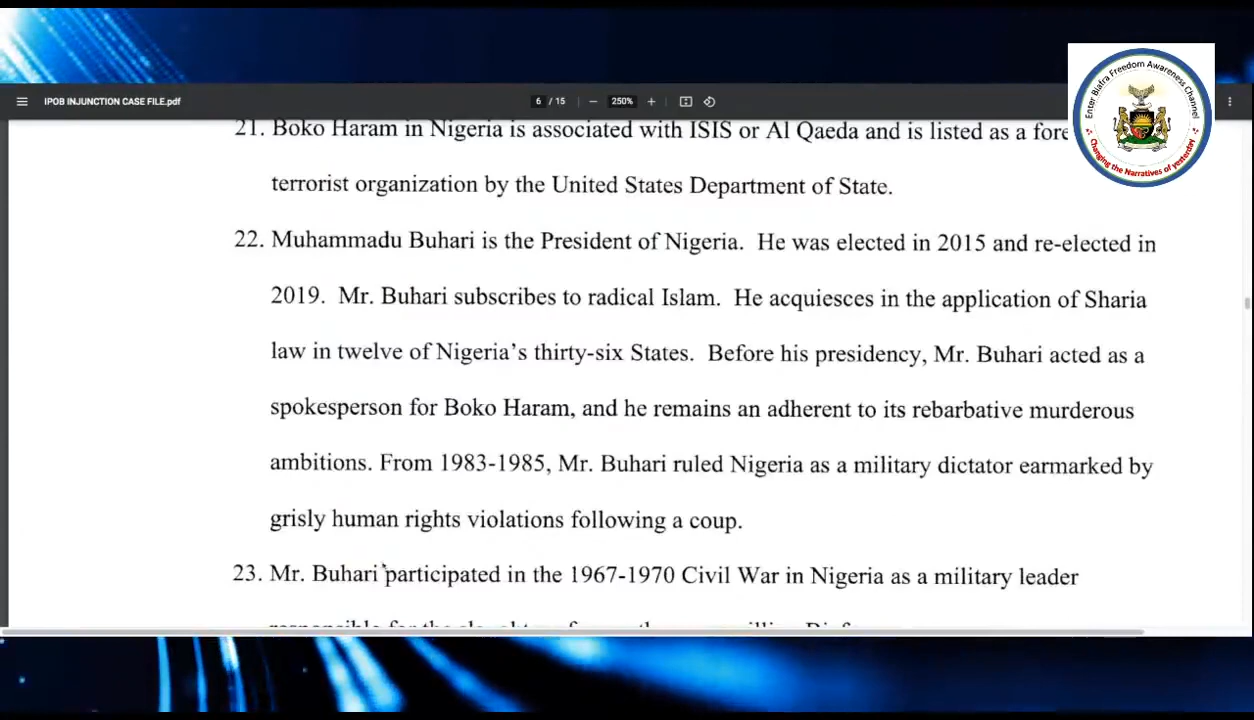 IPOB INJUNCTION CASE FILE.pdf
6 / 15
250%
Enter Biafra Freedom Awareness Channel
Changing the Narratives of yesterday
21. Boko Haram in Nigeria is associated with ISIS or Al Qaeda and is listed as a fore
terrorist organization by the United States Department of State.
22. Muhammadu Buhari is the President of Nigeria. He was elected in 2015 and re-elected in
2019. Mr. Buhari subscribes to radical Islam. He acquiesces in the application of Sharia
law in twelve of Nigeria's thirty-six States. Before his presidency, Mr. Buhari acted as a
spokesperson for Boko Haram, and he remains an adherent to its rebarbative murderous
ambitions. From 1983-1985, Mr. Buhari ruled Nigeria as a military dictator earmarked by
grisly human rights violations following a coup.
23. Mr. Buhari participated in the 1967-1970 Civil War in Nigeria as a military leader